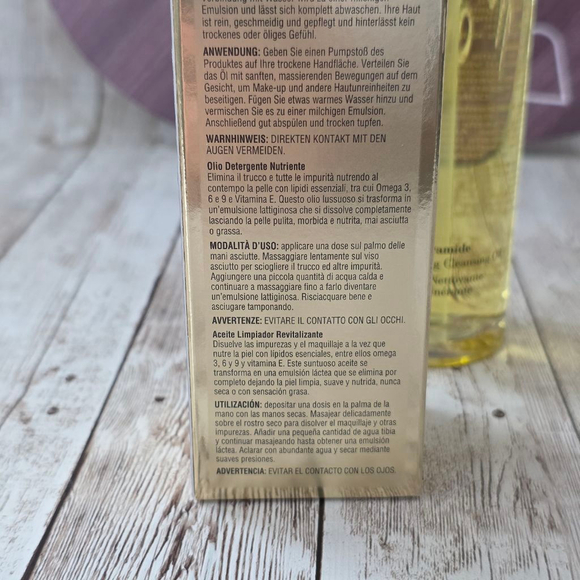 Verbindung mit Wasser wird zu einer milchigen
Emulsion und lässt sich komplett abwaschen. Ihre Haut
ist rein, geschmeidig und gepflegt und hinterlässt kein
trockenes oder öliges Gefühl.
ANWENDUNG: Geben Sie einen Pumpstoß des
Produktes auf Ihre trockene Handfläche. Verteilen Sie
das Öl mit sanften, massierenden Bewegungen auf dem
Gesicht, um Make-up und andere Hautunreinheiten zu
beseitigen. Fügen Sie etwas warmes Wasser hinzu und
vermischen Sie es zu einer milchigen Emulsion.
Anschließend gut abspülen und trocken tupfen.
WARNHINWEIS: DIREKTEN KONTAKT MIT DEN
AUGEN VERMEIDEN.
Olio Detergente Nutriente
Elimina il trucco e tutte le impurità nutrendo al
contempo la pelle con lipidi essenziali, tra cui Omega 3,
6 e 9 e Vitamina E. Questo olio lussuoso si trasforma in
un'emulsione lattiginosa che si dissolve completamente
lasciando la pelle pulita, morbida e nutrita, mai asciutta
o grassa.
MODALITÀ D'USO: applicare una dose sul palmo delle
mani asciutte. Massaggiare lentamente sul viso
asciutto per sciogliere il trucco ed altre impurità.
Aggiungere una piccola quantità di acqua calda e
continuare a massaggiare fino a farlo diventare
un'emulsione lattiginosa. Risciacquare bene e
asciugare tamponando.
AVVERTENZE: EVITARE IL CONTATTO CON GLI OCCHI.
Aceite Limpiador Revitalizante
Disuelve las impurezas y el maquillaje a la vez que
nutre la piel con lípidos esenciales, entre ellos omega
3, 6 y 9 y vitamina E. Este suntuoso aceite se
transforma en una emulsión láctea que se elimina por
completo dejando la piel limpia, suave y nutrida, nunca
seca o con sensación grasa.
UTILIZACIÓN: depositar una dosis en la palma de la
mano con las manos secas. Masajear delicadamente
sobre el rostro seco para disolver el maquillaje y otras
impurezas. Añadir una pequeña cantidad de agua tibia
y continuar masajeando hasta obtener una emulsión
láctea. Aclarar con abundante agua y secar mediante
suaves presiones.
ADVERTENCIA: EVITAR EL CONTACTO CON LOS OJOS.
ramide
g Cleansing